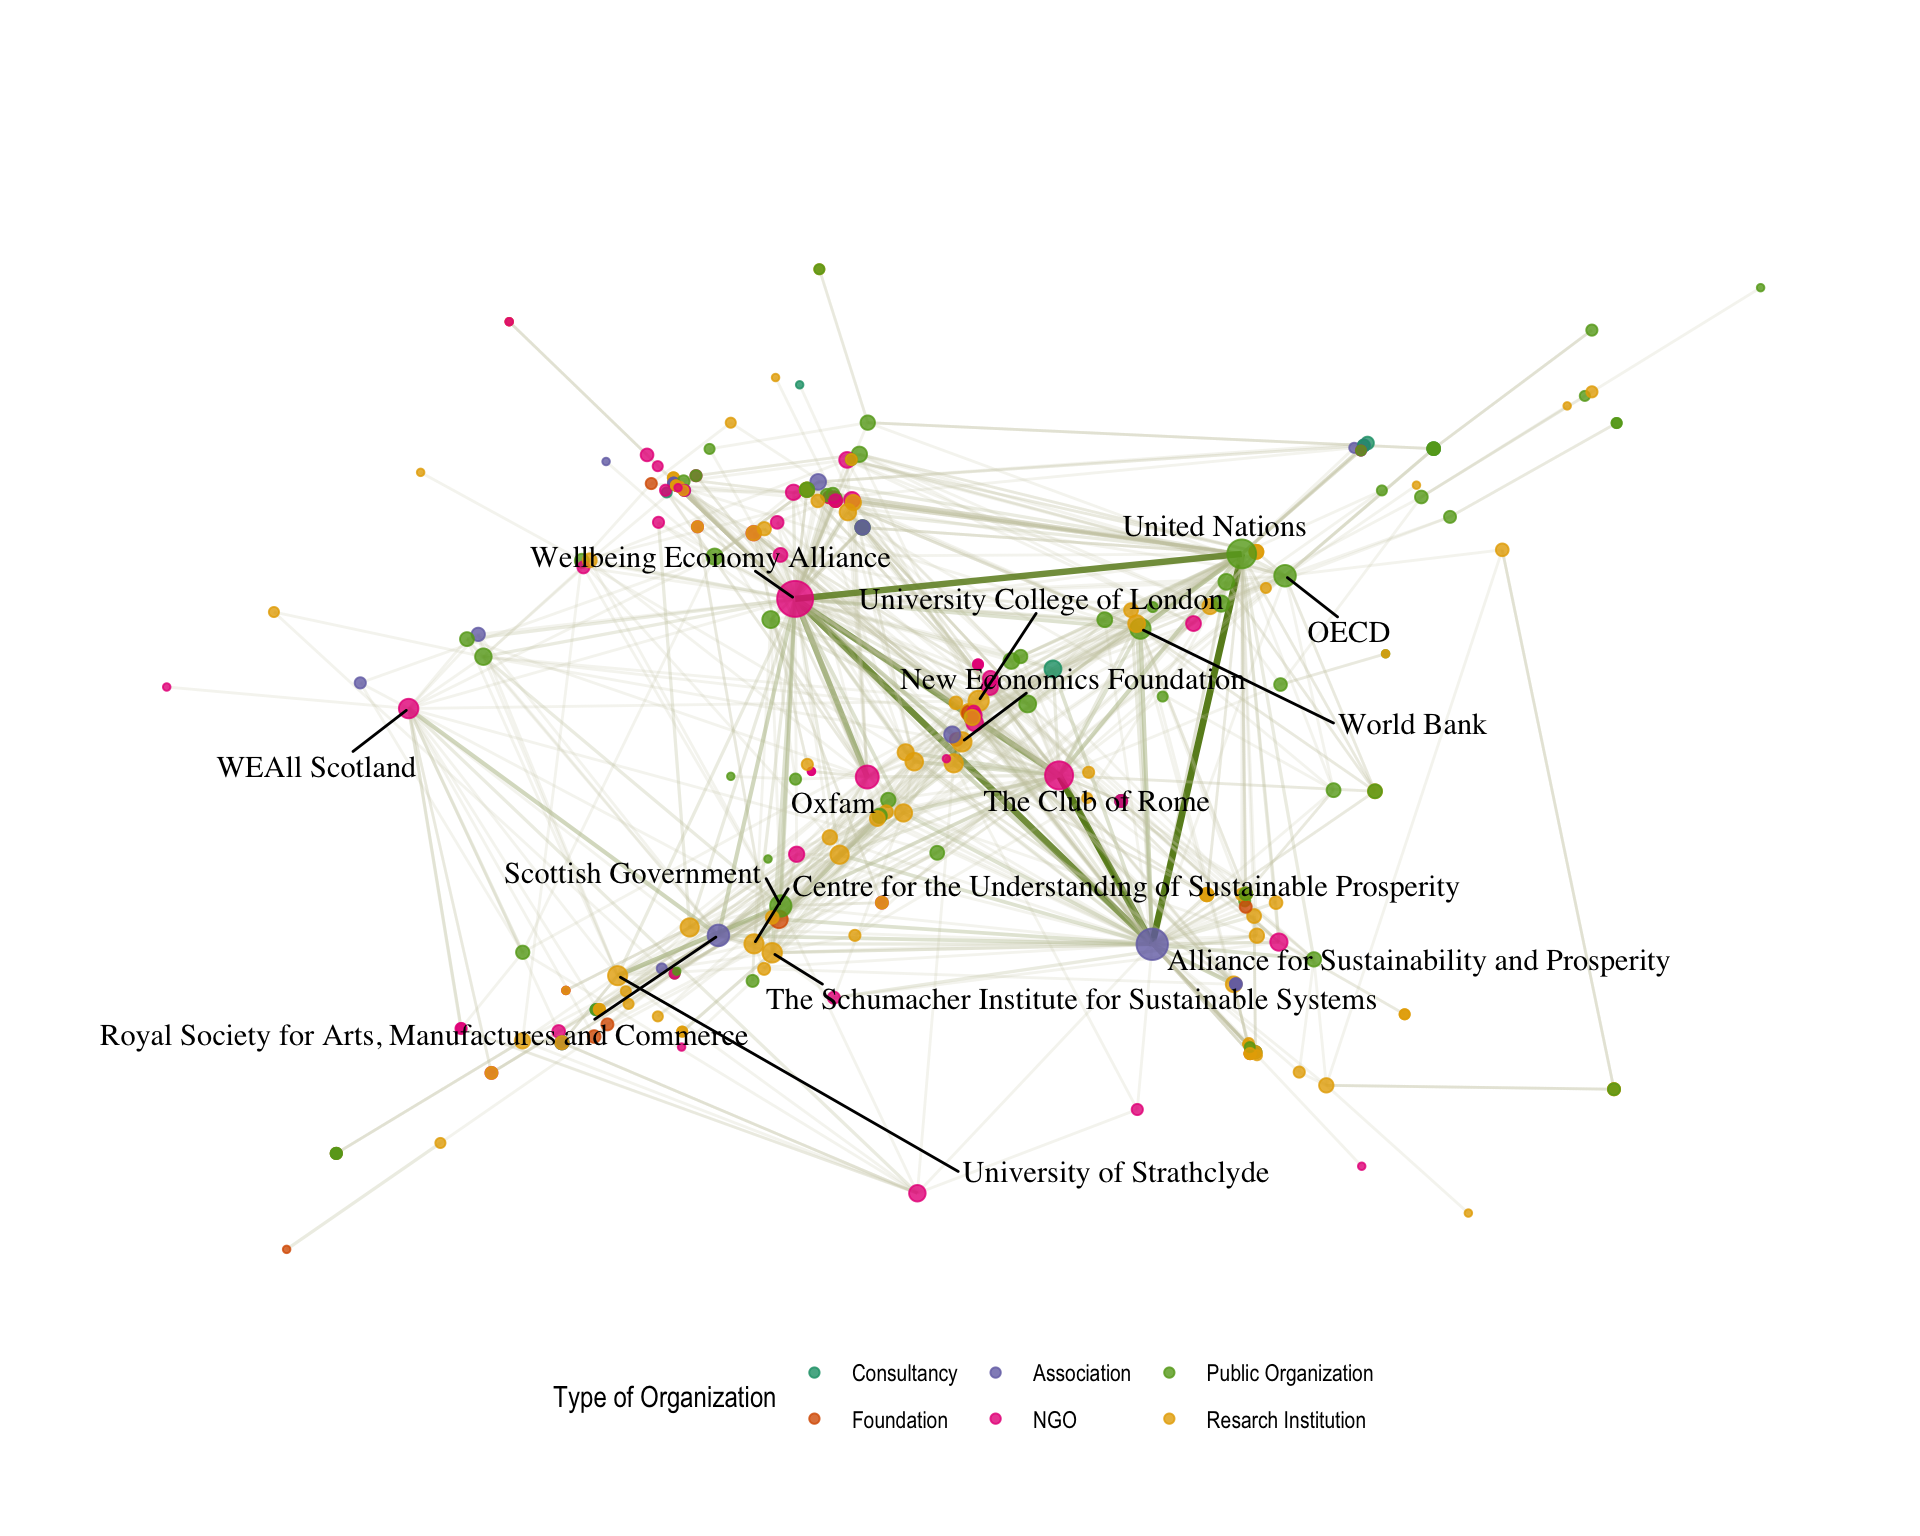 United Nations
Wellbeing Economy Alliance
University College of London
OECD
New Economics Foundation
World Bank
WEAll Scotland
Oxfam
The Club of Rome
Scottish Government
Centre for the Understanding of Sustainable Prosperity
Alliance for Sustainability and Prosperity
The Schumacher Institute for Sustainable Systems
Royal Society for Arts, Manufactures and Commerce
University of Strathclyde
Type of Organization
Consultancy
Association
Public Organization
Foundation
NGO
Resarch Institution